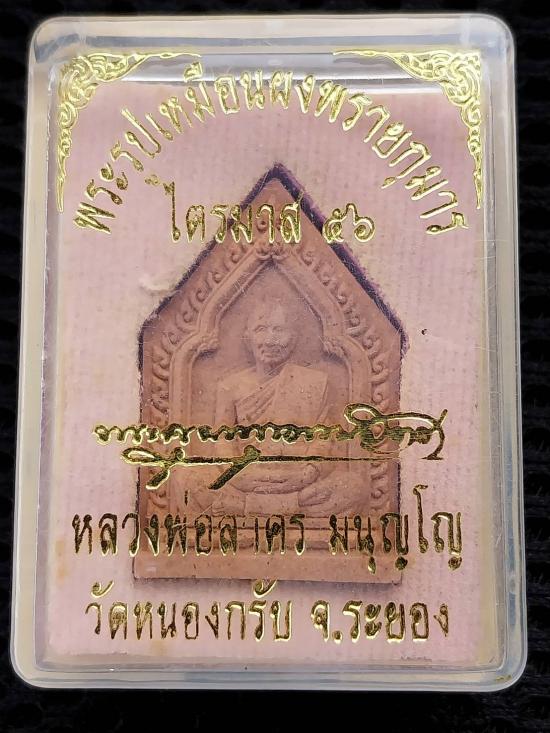 พระรูปเหมือนผงพรายกุมาร
ไตรมาส ๕๖
หลวงพ่อสาคร มนุญฺโญ
วัดหนองกรับ จ.ระยอง